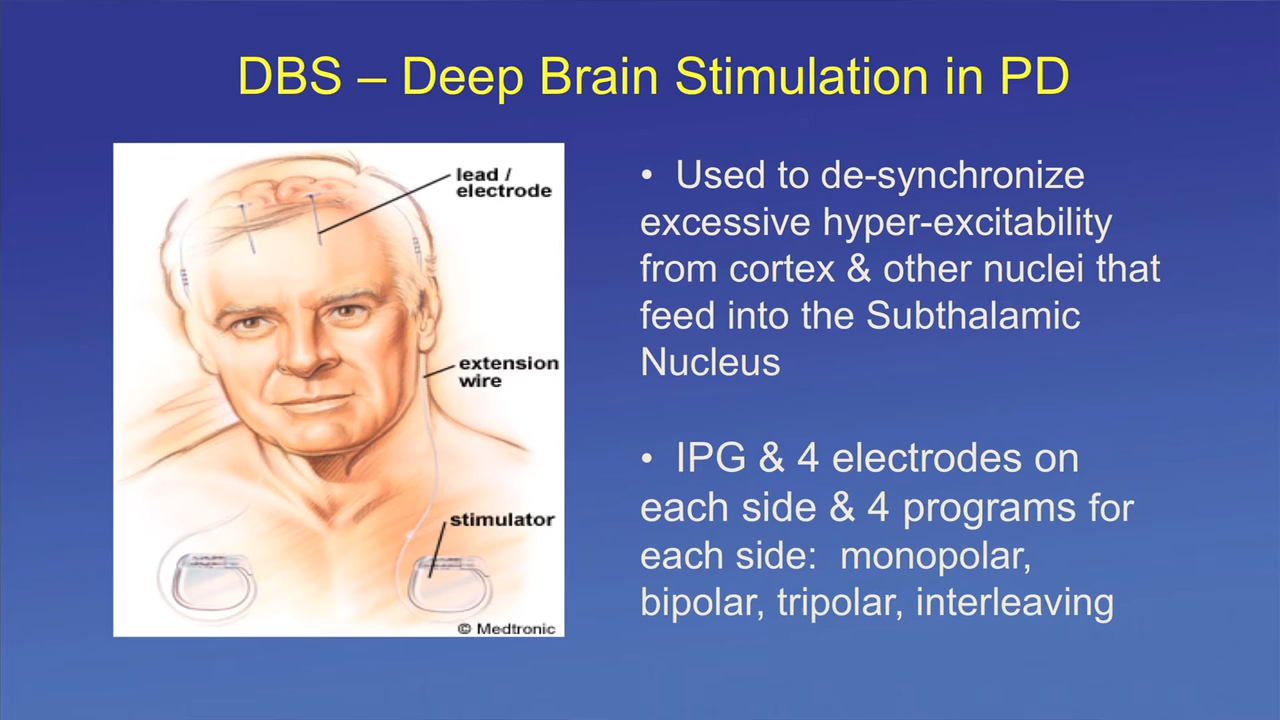 DBS – Deep Brain Stimulation in PD
lead /
electrode
extension
wire
stimulator
© Medtronic
• Used to de-synchronize
excessive hyper-excitability
from cortex & other nuclei that
feed into the Subthalamic
Nucleus
• IPG & 4 electrodes on
each side & 4 programs for
each side: monopolar,
bipolar, tripolar, interleaving